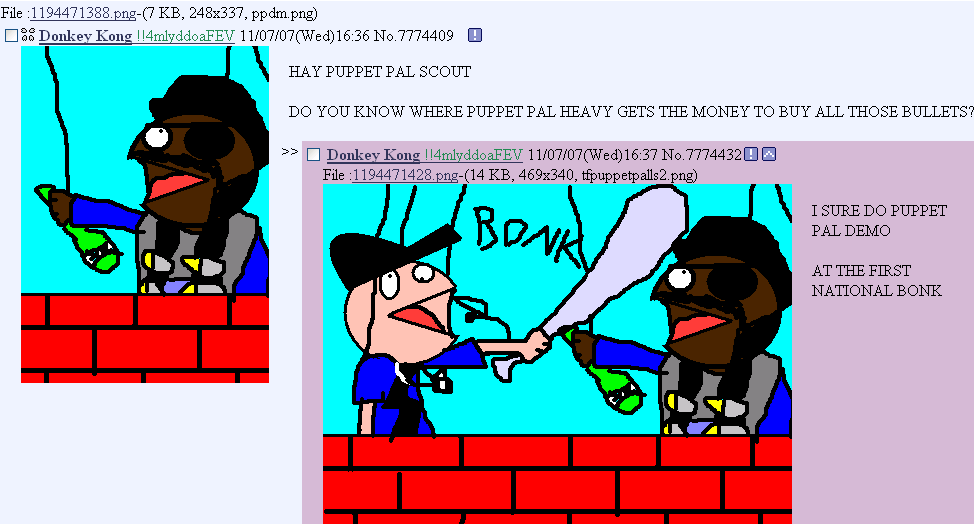 File :1194471388.png-(7 KB, 248x337, ppdm.png)
Donkey Kong !!4mlyddoaFEV 11/07/07(Wed)16:36 No.7774409 !
HAY PUPPET PAL SCOUT
DO YOU KNOW WHERE PUPPET PAL HEAVY GETS THE MONEY TO BUY ALL THOSE BULLETS?
>> Donkey Kong !!4mlyddoaFEV 11/07/07(Wed)16:37 No.7774432 !
File :1194471428.png-(14 KB, 469x340, tfpuppetpalls2.png)
BONK
I SURE DO PUPPET
PAL DEMO
AT THE FIRST
NATIONAL BONK